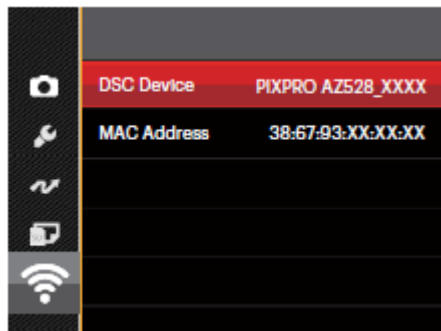 DSC Device PIXPRO AZ528_XXXX
MAC Address 38:67:93:XX:XX:XX